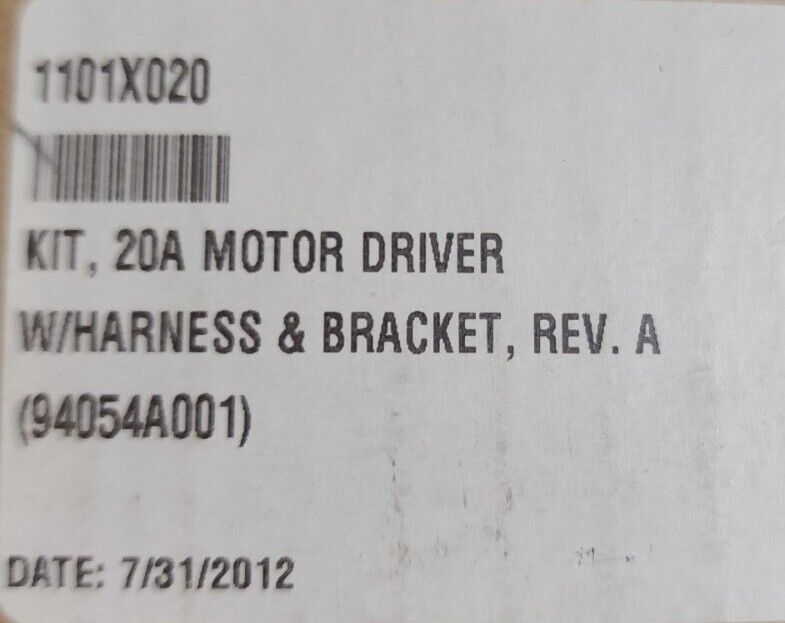 1101X020
KIT, 20A MOTOR DRIVER
W/HARNESS & BRACKET, REV. A
(94054A001)
DATE: 7/31/2012